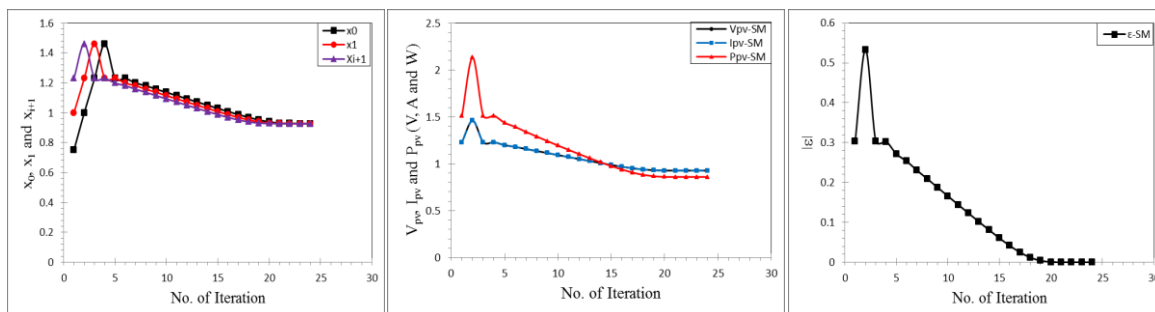 1.6
1.4
1.2
1
0.8
0.6
0.4
0.2
0
0 5 10 15 20 25 30
x0, x1 and xi+1
No. of Iteration
x0
x1
Xi+1
2.5
2
1.5
1
0.5
0
0 5 10 15 20 25 30
Vpv, Ipv and Ppv (V, A and W)
No. of Iteration
Vpv-SM
Ipv-SM
Ppv-SM
0.6
0.5
0.4
0.3
0.2
0.1
0
0 5 10 15 20 25 30
|ε|
No. of Iteration
ε-SM